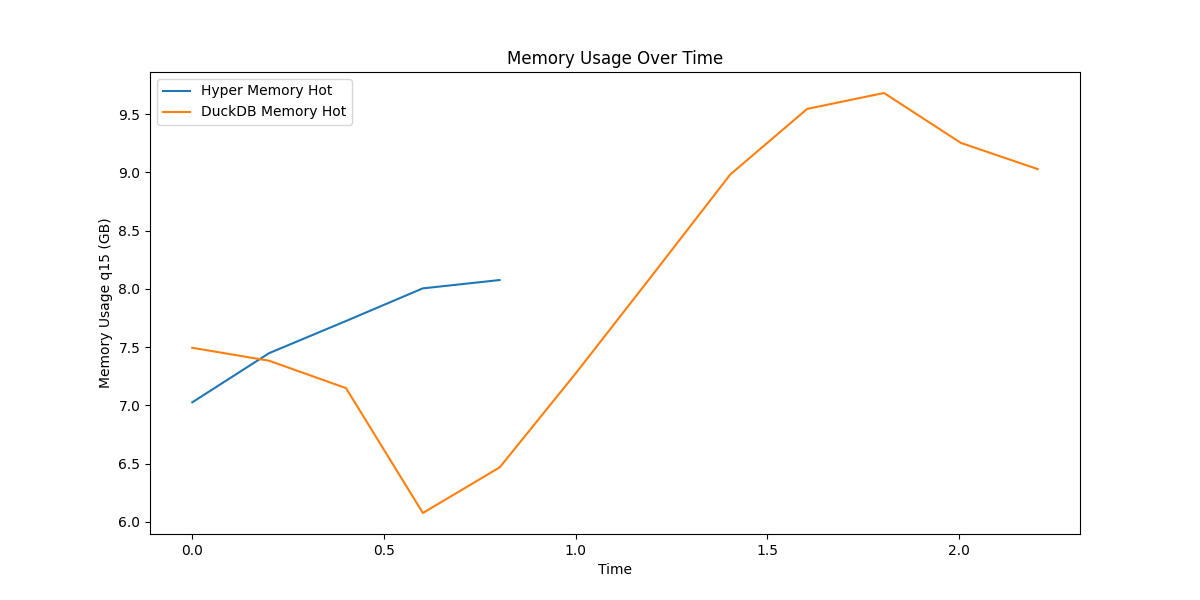 Memory Usage Over Time
Hyper Memory Hot
DuckDB Memory Hot
Memory Usage q15 (GB)
9.5
9.0
8.5
8.0
7.5
7.0
6.5
6.0
0.0 0.5 1.0 1.5 2.0
Time